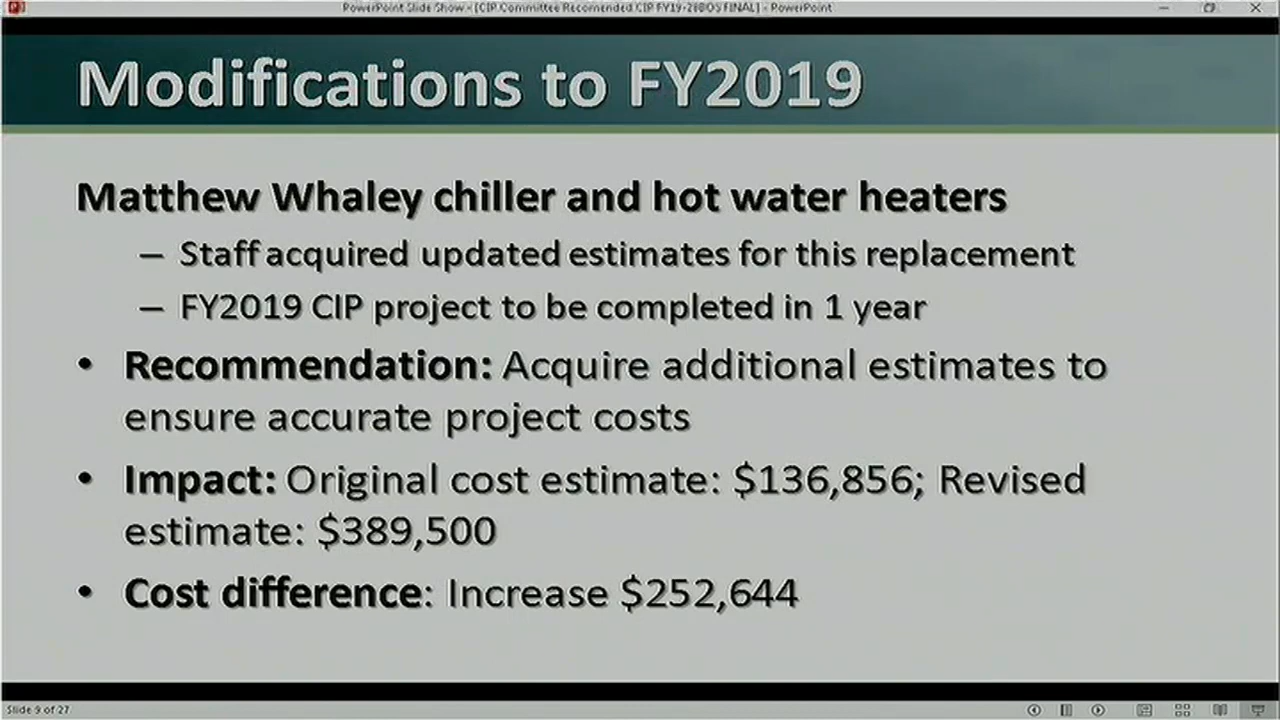 PowerPoint Slide Show - [CIP Committee Recomended CIP FY19-28BOS FINAL] - PowerPoint
Modifications to FY2019
Matthew Whaley chiller and hot water heaters
– Staff acquired updated estimates for this replacement
– FY2019 CIP project to be completed in 1 year
• Recommendation: Acquire additional estimates to
ensure accurate project costs
• Impact: Original cost estimate: $136,856; Revised
estimate: $389,500
• Cost difference: Increase $252,644
Slide 9 of 27